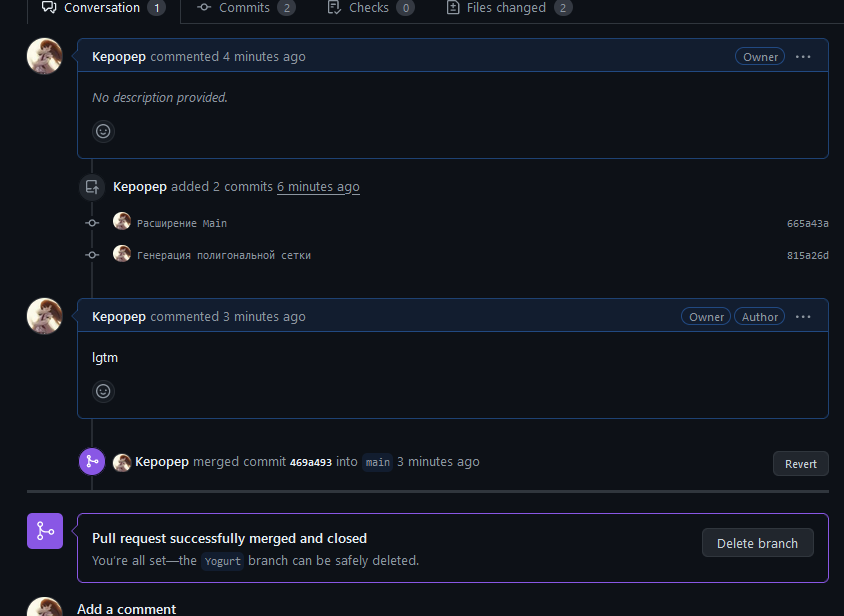 Conversation 1 Commits 2 Checks 0 Files changed 2
Kepopep commented 4 minutes ago Owner ...
No description provided.
Kepopep added 2 commits 6 minutes ago
Расширение Main 665a43a
Генерация полигональной сетки 815a26d
Kepopep commented 3 minutes ago Owner Author ...
lgtm
Kepopep merged commit 469a493 into main 3 minutes ago Revert
Pull request successfully merged and closed
You're all set—the Yogurt branch can be safely deleted.
Delete branch
Add a comment